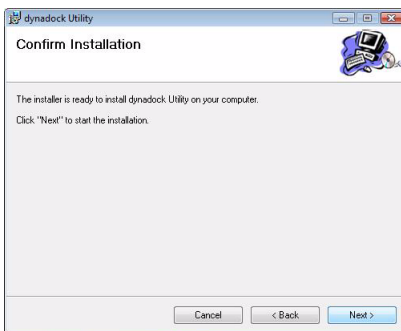 dynadock Utility
Confirm Installation
The installer is ready to install dynadock Utility on your computer.
Click "Next" to start the installation.
Cancel
< Back
Next >